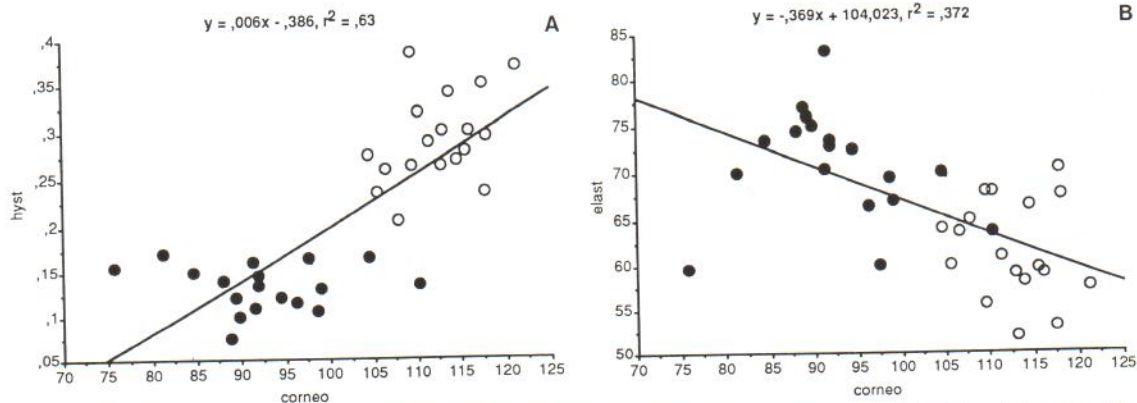 y = ,006x - ,386, r² = ,63
A
,4
,35
,3
,25
,2
,15
,1
,05
hyst
70 75 80 85 90 95 100 105 110 115 120 125
corneo
y = -,369x + 104,023, r² = ,372
B
85
80
75
70
65
60
55
50
elast
70 75 80 85 90 95 100 105 110 115 120 125
corneo